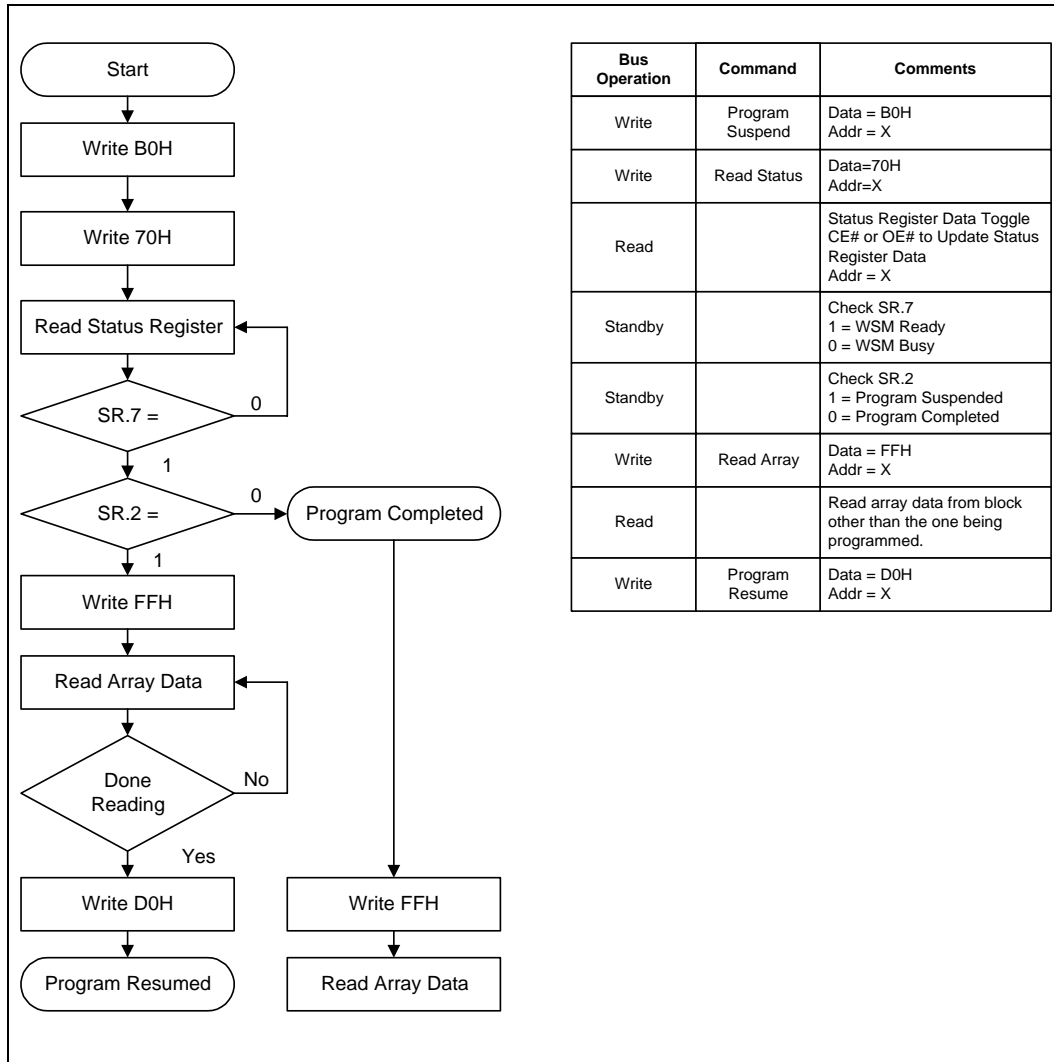 Start
Write B0H
Write 70H
Read Status Register
SR.7 =
0
1
SR.2 =
0
Program Completed
1
Write FFH
Read Array Data
Done
Reading
No
Yes
Write D0H
Write FFH
Program Resumed
Read Array Data
Bus
Operation
Command
Comments
Write
Program
Suspend
Data = B0H
Addr = X
Write
Read Status
Data=70H
Addr=X
Read
Status Register Data Toggle
CE# or OE# to Update Status
Register Data
Addr = X
Standby
Check SR.7
1 = WSM Ready
0 = WSM Busy
Standby
Check SR.2
1 = Program Suspended
0 = Program Completed
Write
Read Array
Data = FFH
Addr = X
Read
Read array data from block
other than the one being
programmed.
Write
Program
Resume
Data = D0H
Addr = X